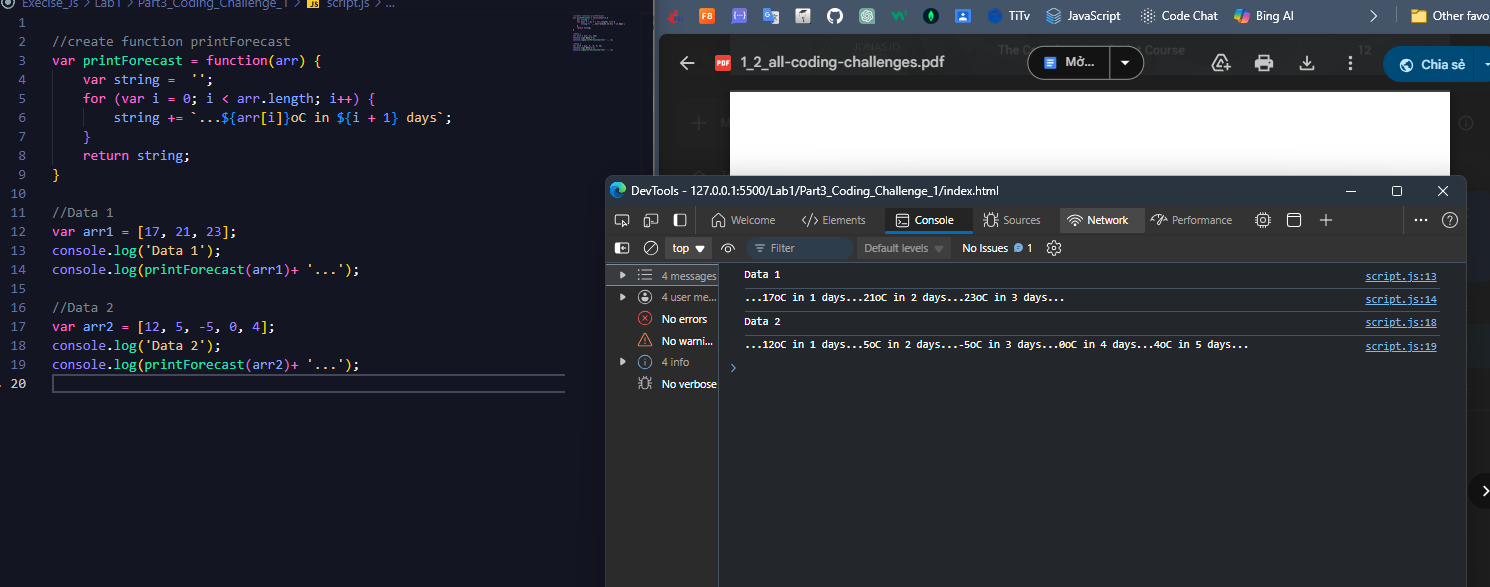 Execise_Js > Lab1 > Part3_Coding_Challenge_1 > JS script.js > ...
1
2 //create function printForecast
3 var printForecast = function(arr) {
4 var string = '';
5 for (var i = 0; i < arr.length; i++) {
6 string += `...${arr[i]}oC in ${i + 1} days`;
7 }
8 return string;
9 }
10
11 //Data 1
12 var arr1 = [17, 21, 23];
13 console.log('Data 1');
14 console.log(printForecast(arr1)+ '...');
15
16 //Data 2
17 var arr2 = [12, 5, -5, 0, 4];
18 console.log('Data 2');
19 console.log(printForecast(arr2)+ '...');
20
F8 TiTv JavaScript Code Chat Bing AI Other favo
JONAS.IO
The Co Course 12
PDF 1_2_all-coding-challenges.pdf Mở... Chia sẻ
DevTools - 127.0.0.1:5500/Lab1/Part3_Coding_Challenge_1/index.html
Welcome </> Elements Console Sources Network Performance
top Filter Default levels No Issues 1
4 messages
4 user me...
No errors
No warni...
4 info
No verbose
Data 1 script.js:13
...17oC in 1 days...21oC in 2 days...23oC in 3 days... script.js:14
Data 2 script.js:18
...12oC in 1 days...5oC in 2 days...-5oC in 3 days...0oC in 4 days...4oC in 5 days... script.js:19